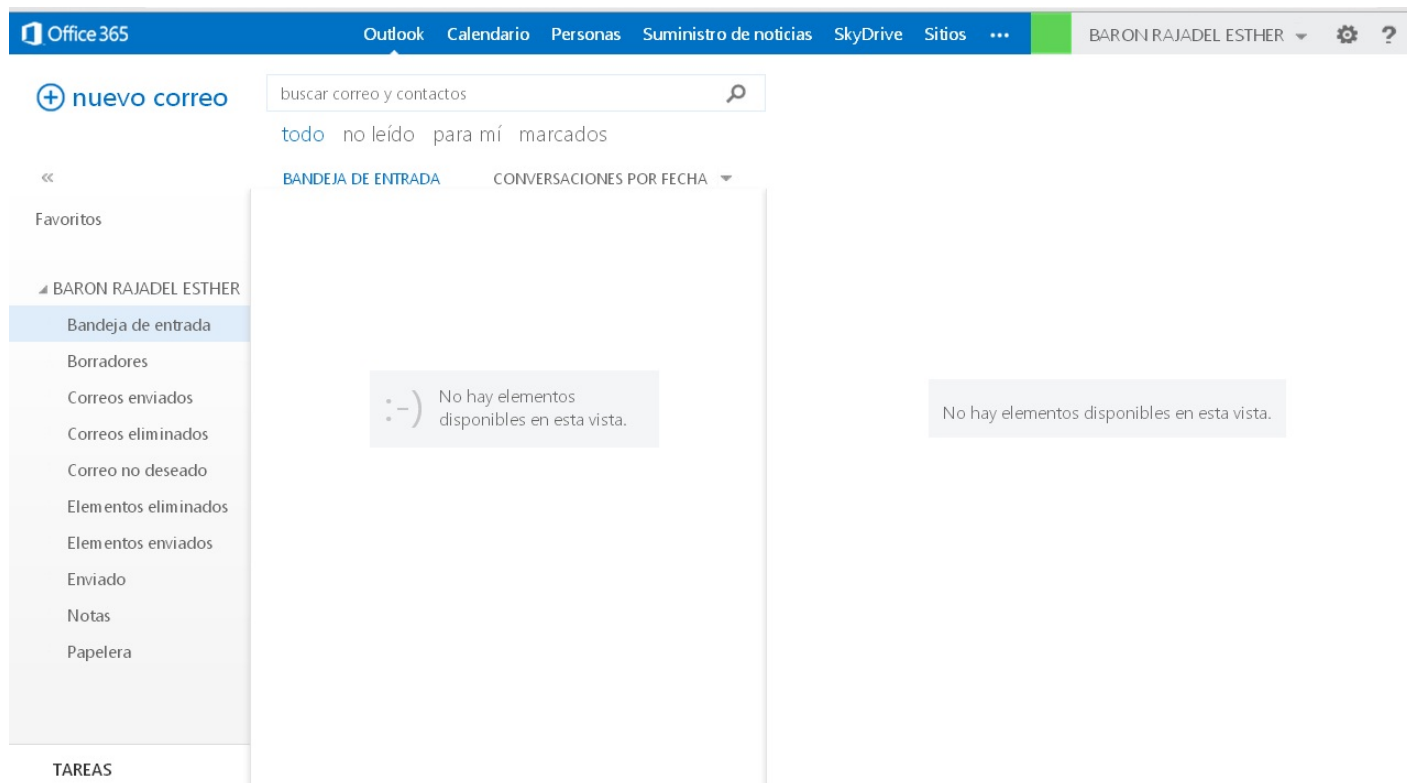 Office 365
Outlook Calendario Personas Suministro de noticias SkyDrive Sitios ••• BARON RAJADEL ESTHER ?
nuevo correo
buscar correo y contactos
todo no leído para mí marcados
« BANDEJA DE ENTRADA CONVERSACIONES POR FECHA
Favoritos
BARON RAJADEL ESTHER
Bandeja de entrada
Borradores
Correos enviados
Correos eliminados
Correo no deseado
Elementos eliminados
Elementos enviados
Enviado
Notas
Papelera
TAREAS
:-)
No hay elementos
disponibles en esta vista.
No hay elementos disponibles en esta vista.